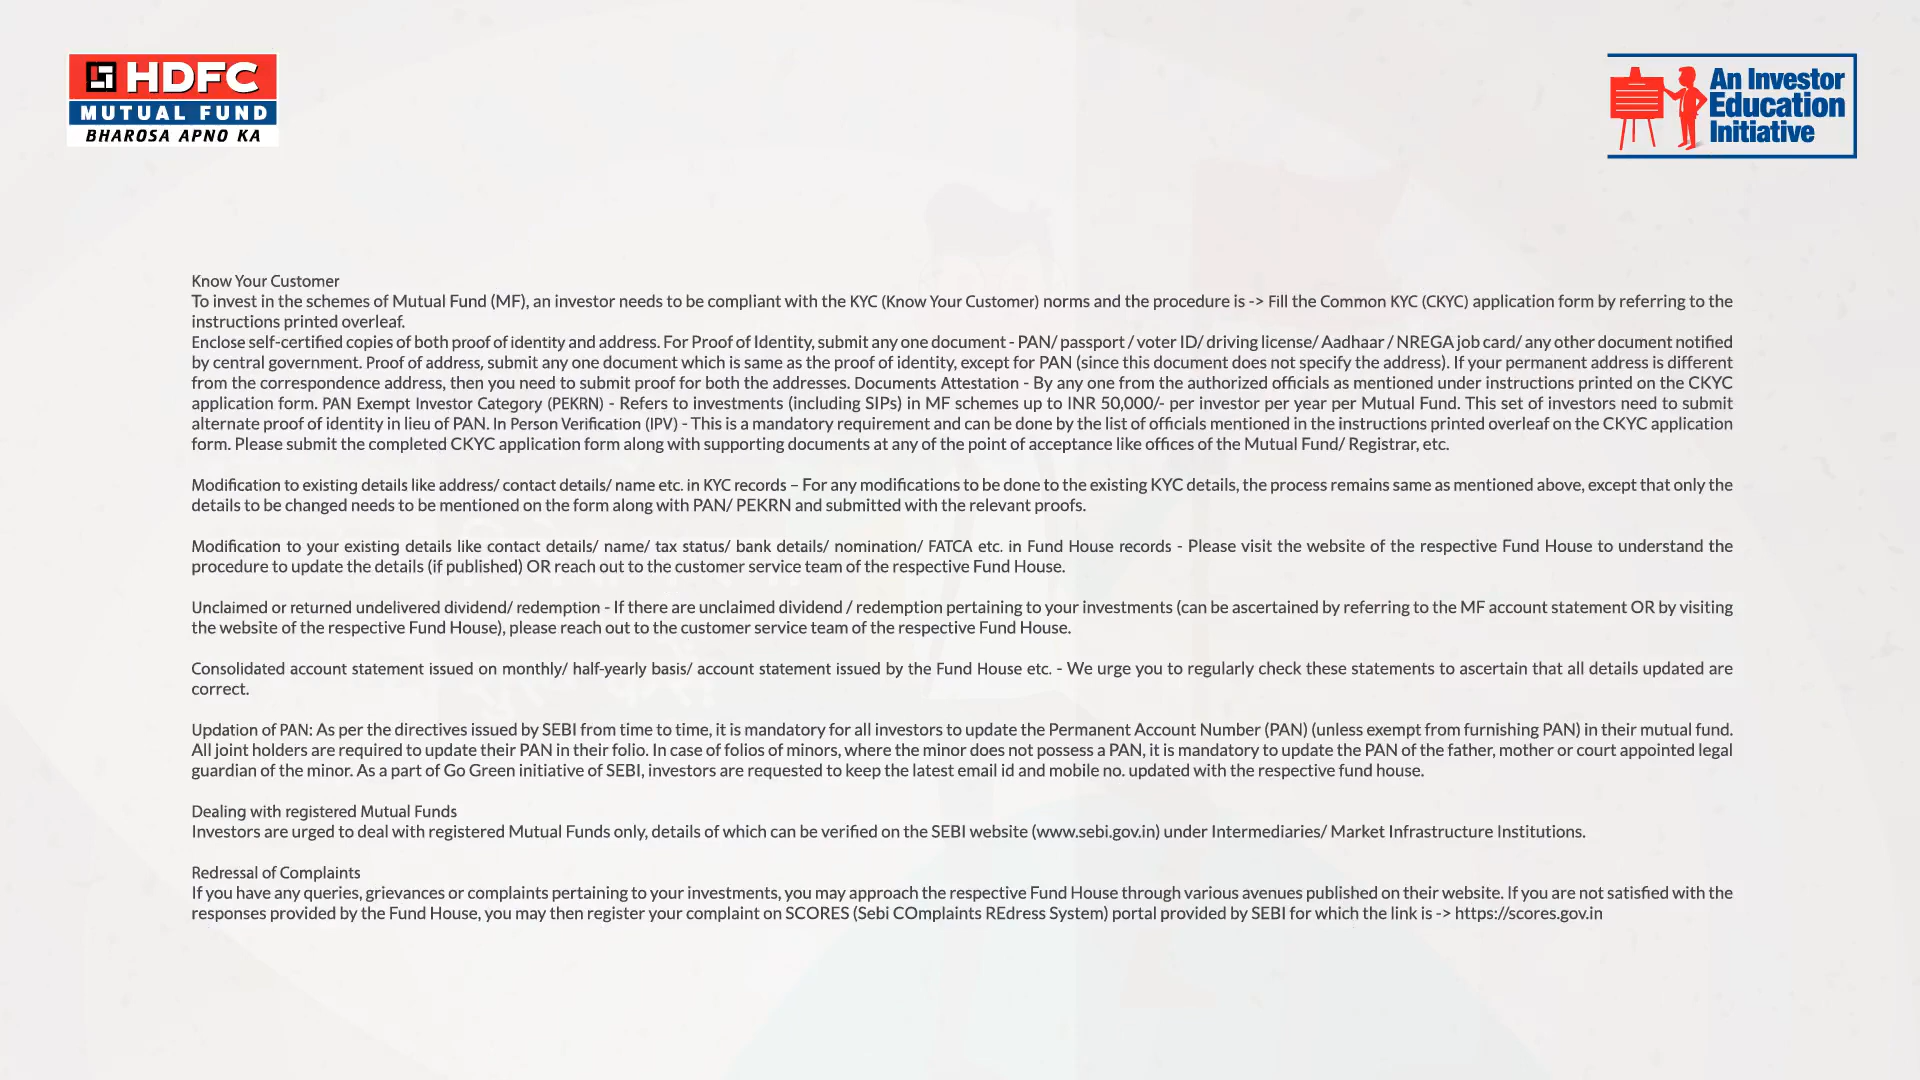 HDFC
MUTUAL FUND
BHAROSA APNO KA
An Investor
Education
Initiative
Know Your Customer
To invest in the schemes of Mutual Fund (MF), an investor needs to be compliant with the KYC (Know Your Customer) norms and the procedure is -> Fill the Common KYC (CKYC) application form by referring to the
instructions printed overleaf.
Enclose self-certified copies of both proof of identity and address. For Proof of Identity, submit any one document - PAN/ passport / voter ID/ driving license/ Aadhaar / NREGA job card/ any other document notified
by central government. Proof of address, submit any one document which is same as the proof of identity, except for PAN (since this document does not specify the address). If your permanent address is different
from the correspondence address, then you need to submit proof for both the addresses. Documents Attestation - By any one from the authorized officials as mentioned under instructions printed on the CKYC
application form. PAN Exempt Investor Category (PEKRN) - Refers to investments (including SIPs) in MF schemes up to INR 50,000/- per investor per year per Mutual Fund. This set of investors need to submit
alternate proof of identity in lieu of PAN. In Person Verification (IPV) - This is a mandatory requirement and can be done by the list of officials mentioned in the instructions printed overleaf on the CKYC application
form. Please submit the completed CKYC application form along with supporting documents at any of the point of acceptance like offices of the Mutual Fund/ Registrar, etc.
Modification to existing details like address/ contact details/ name etc. in KYC records – For any modifications to be done to the existing KYC details, the process remains same as mentioned above, except that only the
details to be changed needs to be mentioned on the form along with PAN/ PEKRN and submitted with the relevant proofs.
Modification to your existing details like contact details/ name/ tax status/ bank details/ nomination/ FATCA etc. in Fund House records - Please visit the website of the respective Fund House to understand the
procedure to update the details (if published) OR reach out to the customer service team of the respective Fund House.
Unclaimed or returned undelivered dividend/ redemption - If there are unclaimed dividend / redemption pertaining to your investments (can be ascertained by referring to the MF account statement OR by visiting
the website of the respective Fund House), please reach out to the customer service team of the respective Fund House.
Consolidated account statement issued on monthly/ half-yearly basis/ account statement issued by the Fund House etc. - We urge you to regularly check these statements to ascertain that all details updated are
correct.
Updation of PAN: As per the directives issued by SEBI from time to time, it is mandatory for all investors to update the Permanent Account Number (PAN) (unless exempt from furnishing PAN) in their mutual fund.
All joint holders are required to update their PAN in their folio. In case of folios of minors, where the minor does not possess a PAN, it is mandatory to update the PAN of the father, mother or court appointed legal
guardian of the minor. As a part of Go Green initiative of SEBI, investors are requested to keep the latest email id and mobile no. updated with the respective fund house.
Dealing with registered Mutual Funds
Investors are urged to deal with registered Mutual Funds only, details of which can be verified on the SEBI website (www.sebi.gov.in) under Intermediaries/ Market Infrastructure Institutions.
Redressal of Complaints
If you have any queries, grievances or complaints pertaining to your investments, you may approach the respective Fund House through various avenues published on their website. If you are not satisfied with the
responses provided by the Fund House, you may then register your complaint on SCORES (Sebi COmplaints REdress System) portal provided by SEBI for which the link is -> https://scores.gov.in